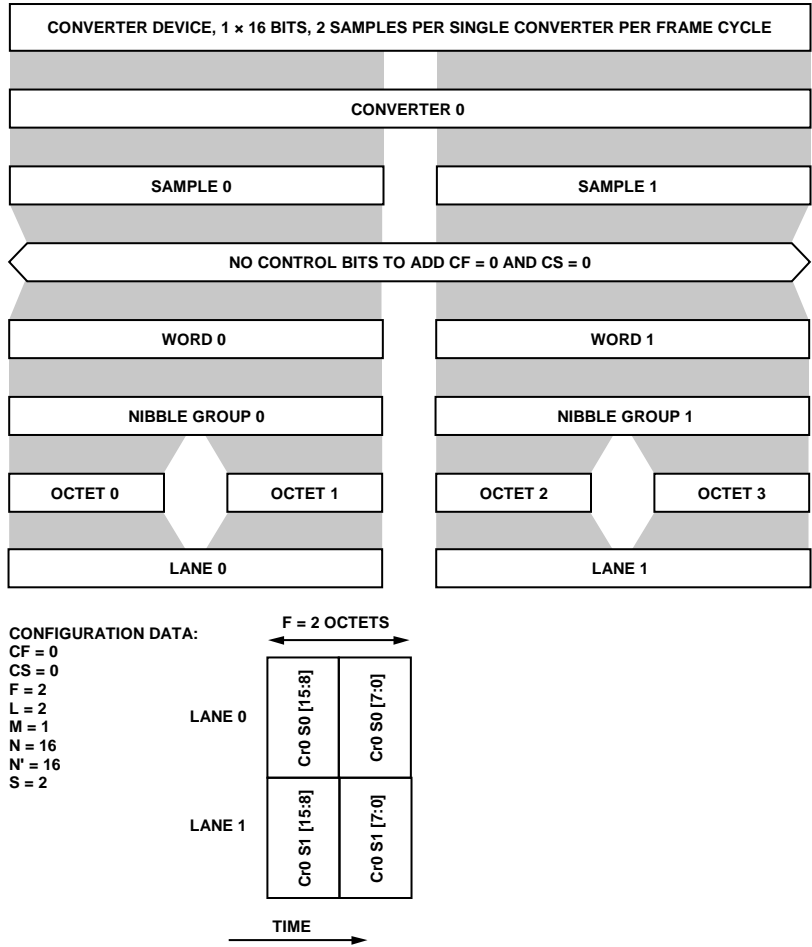 CONVERTER DEVICE, 1 × 16 BITS, 2 SAMPLES PER SINGLE CONVERTER PER FRAME CYCLE
CONVERTER 0
SAMPLE 0
SAMPLE 1
NO CONTROL BITS TO ADD CF = 0 AND CS = 0
WORD 0
WORD 1
NIBBLE GROUP 0
NIBBLE GROUP 1
OCTET 0
OCTET 1
OCTET 2
OCTET 3
LANE 0
LANE 1
CONFIGURATION DATA:
CF = 0
CS = 0
F = 2
L = 2
M = 1
N = 16
N' = 16
S = 2
F = 2 OCTETS
LANE 0
Cr0 S0 [15:8]
Cr0 S0 [7:0]
LANE 1
Cr0 S1 [15:8]
Cr0 S1 [7:0]
TIME